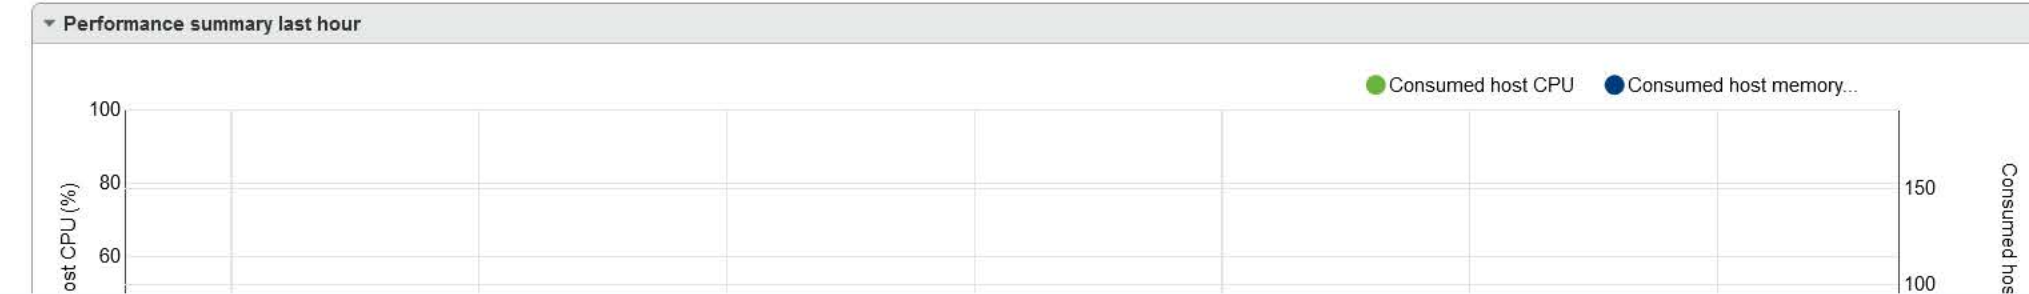 Performance summary last hour
Consumed host CPU
Consumed host memory...
100
80
150
60
100
ost CPU (%)
Consumed hos